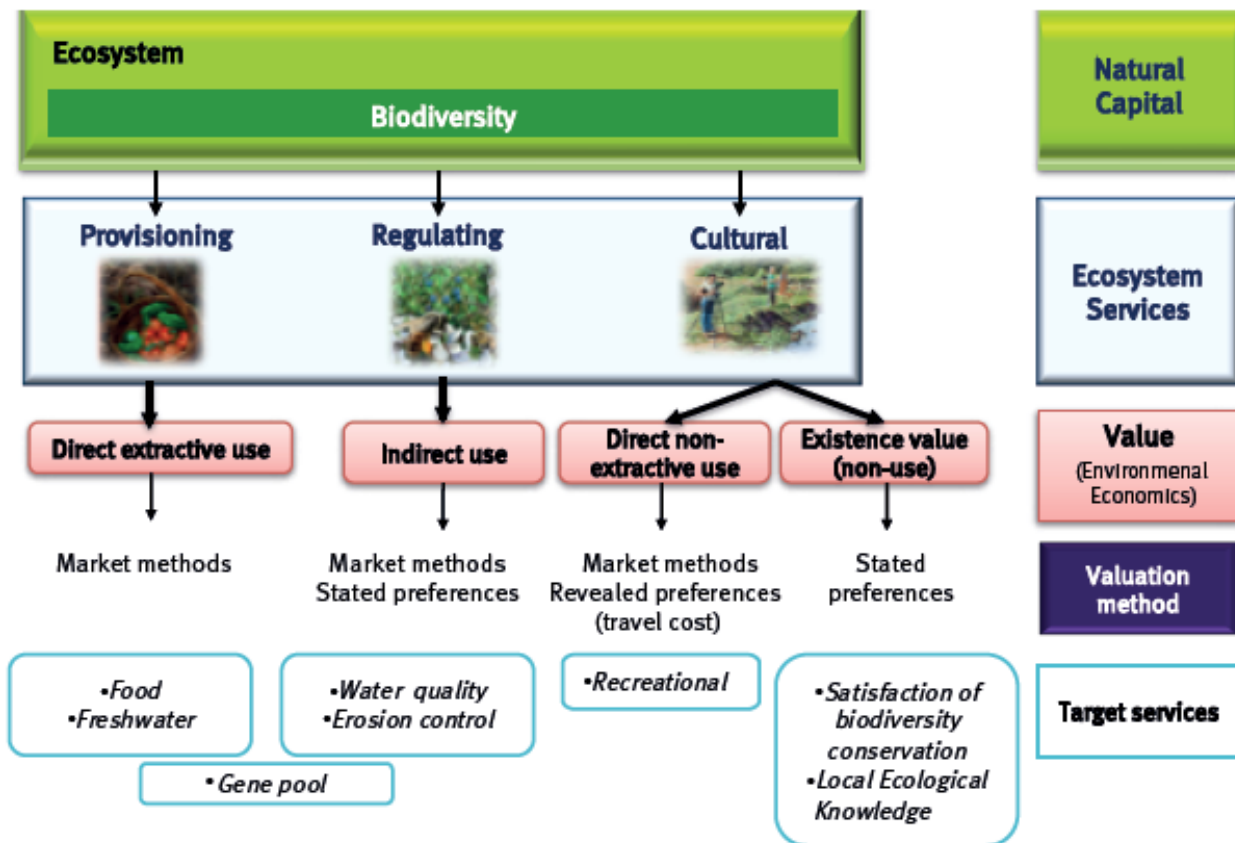 Ecosystem
Biodiversity
Natural
Capital
Provisioning
Regulating
Cultural
Ecosystem
Services
Direct extractive use
Indirect use
Direct non-
extractive use
Existence value
(non-use)
Value
(Environmenal
Economics)
Market methods
Market methods
Stated preferences
Market methods
Revealed preferences
(travel cost)
Stated
preferences
Valuation
method
•Food
•Freshwater
•Water quality
•Erosion control
•Gene pool
•Recreational
•Satisfaction of
biodiversity
conservation
•Local Ecological
Knowledge
Target services